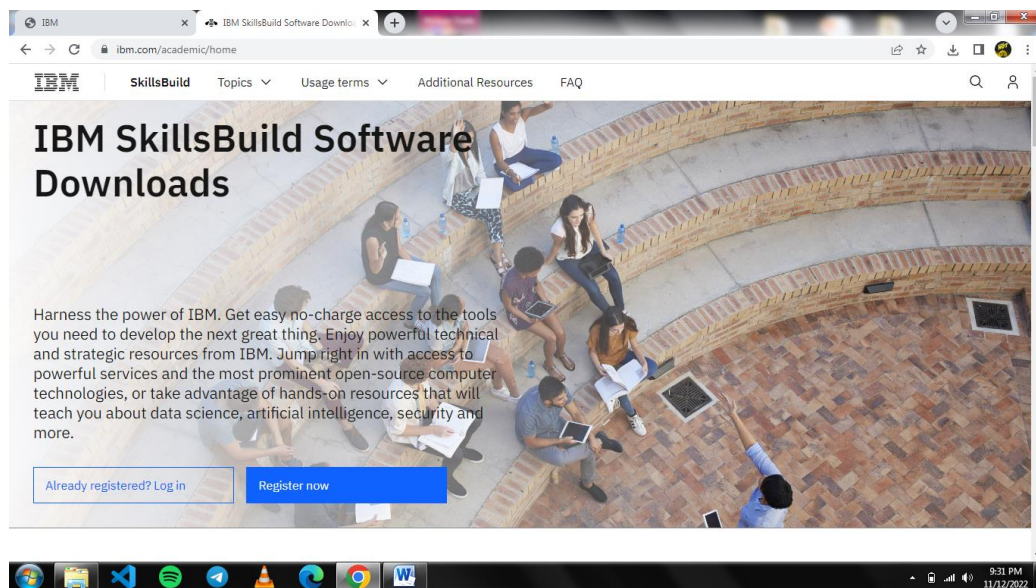 IBM
IBM SkillsBuild Software Downlo
ibm.com/academic/home
IBM SkillsBuild Topics Usage terms Additional Resources FAQ
IBM SkillsBuild Software
Downloads
Harness the power of IBM. Get easy no-charge access to the tools
you need to develop the next great thing. Enjoy powerful technical
and strategic resources from IBM. Jump right in with access to
powerful services and the most prominent open-source computer
technologies, or take advantage of hands-on resources that will
teach you about data science, artificial intelligence, security and
more.
Already registered? Log in
Register now
9:31 PM
11/12/2022